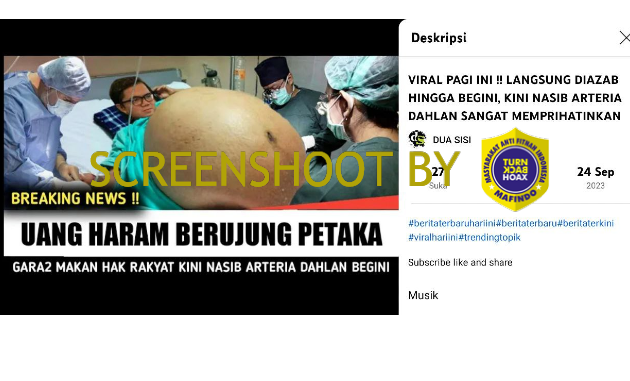 Deskripsi
VIRAL PAGI INI !! LANGSUNG DIAZAB
HINGGA BEGINI, KINI NASIB ARTERIA
DAHLAN SANGAT MEMPRIHATINKAN
DUA SISI
27
Suka
24 Sep
2023
#beritaterbaruhariini#beritaterbaru#beritaterkini
#viralhariini#trendingtopik
Subscribe like and share
Musik
SCREENSHOOT BY
MASYARAKAT ANTI FITNAH INDONESIA
TURN
BACK
HOAX
MAFINDO
BREAKING NEWS !!
UANG HARAM BERUJUNG PETAKA
GARA2 MAKAN HAK RAKYAT KINI NASIB ARTERIA DAHLAN BEGINI